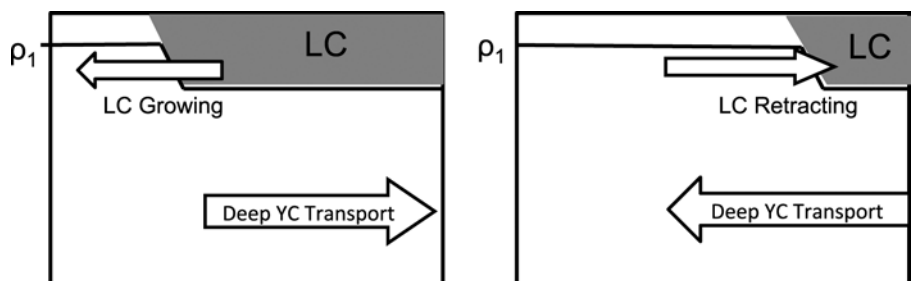 ρ₁
LC
LC Growing
Deep YC Transport
ρ₁
LC
LC Retracting
Deep YC Transport